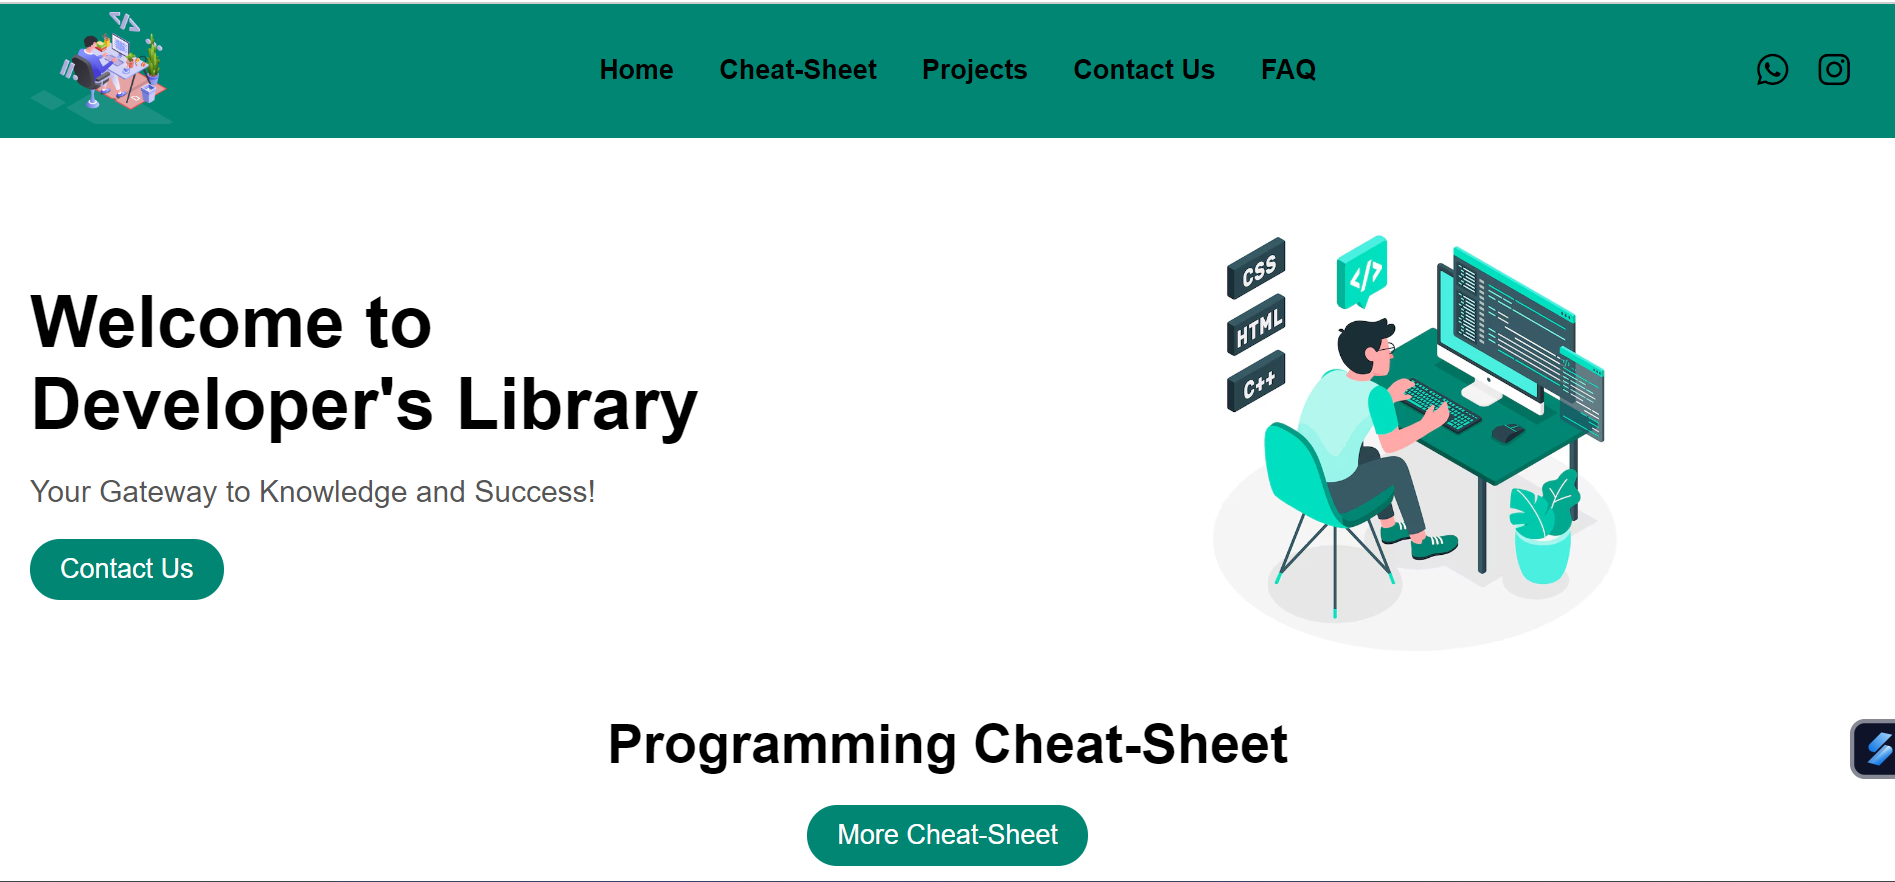 Home Cheat-Sheet Projects Contact Us FAQ
Welcome to
Developer's Library
Your Gateway to Knowledge and Success!
Contact Us
CSS
</>
HTML
C++
Programming Cheat-Sheet
More Cheat-Sheet